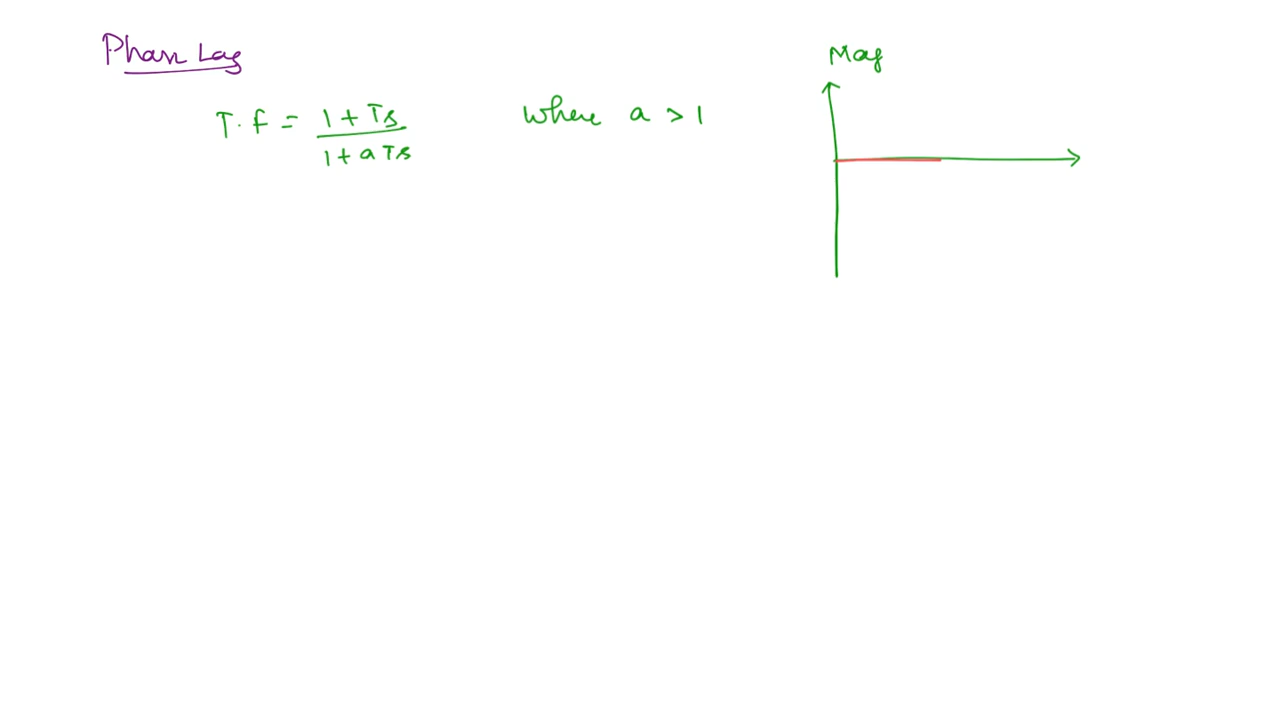 Phase Lag
T.f = 1 + Ts / 1 + aTs where a > 1
Mag